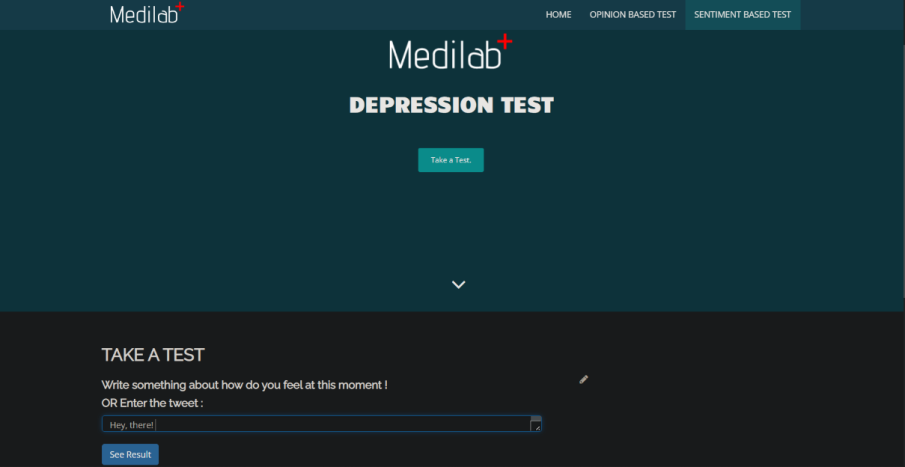 Medilab+
HOME OPINION BASED TEST SENTIMENT BASED TEST
Medilab+
DEPRESSION TEST
Take a Test.
TAKE A TEST
Write something about how do you feel at this moment !
OR Enter the tweet :
Hey, there!
See Result